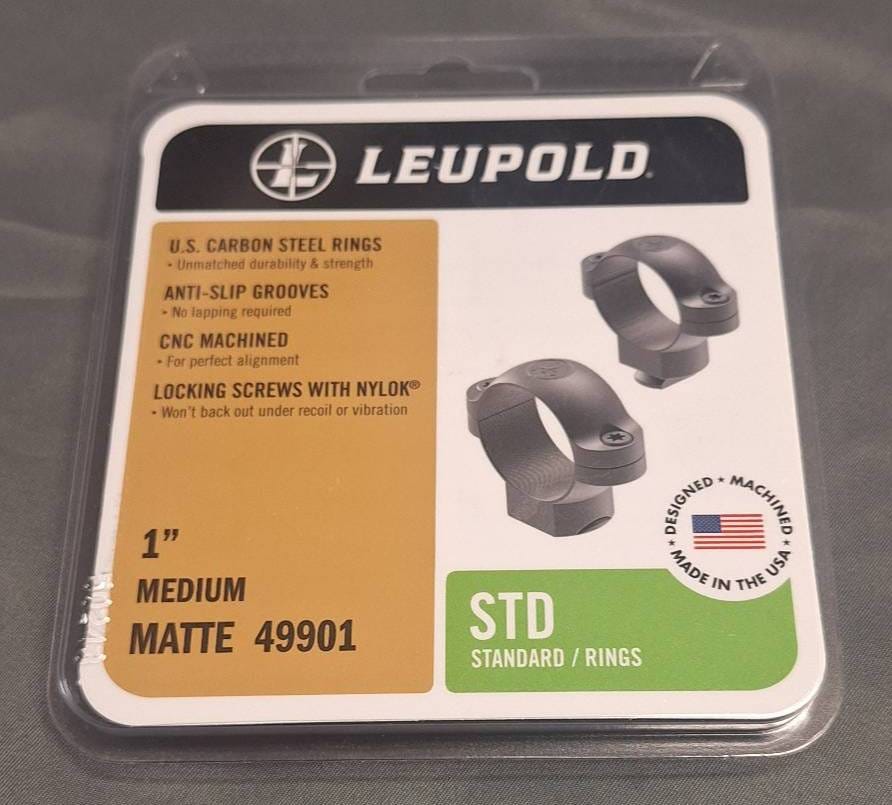 LEUPOLD
U.S. CARBON STEEL RINGS
• Unmatched durability & strength
ANTI-SLIP GROOVES
• No lapping required
CNC MACHINED
• For perfect alignment
LOCKING SCREWS WITH NYLOK®
• Won't back out under recoil or vibration
1”
MEDIUM
MATTE 49901
DESIGNED ★ MACHINED ★
MADE IN THE USA ★
STD
STANDARD / RINGS